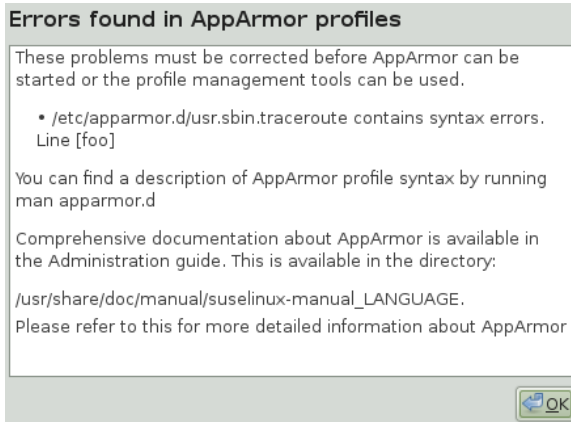 Errors found in AppArmor profiles
These problems must be corrected before AppArmor can be
started or the profile management tools can be used.
• /etc/apparmor.d/usr.sbin.traceroute contains syntax errors.
Line [foo]
You can find a description of AppArmor profile syntax by running
man apparmor.d
Comprehensive documentation about AppArmor is available in
the Administration guide. This is available in the directory:
/usr/share/doc/manual/suselinux-manual_LANGUAGE.
Please refer to this for more detailed information about AppArmor
OK